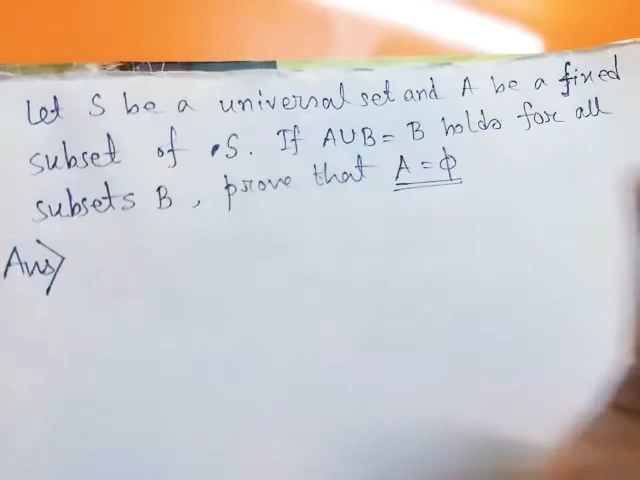 Let S be a universal set and A be a fixed
subset of S. If A∪B = B holds for all
subsets B, prove that A = ϕ
Ans>